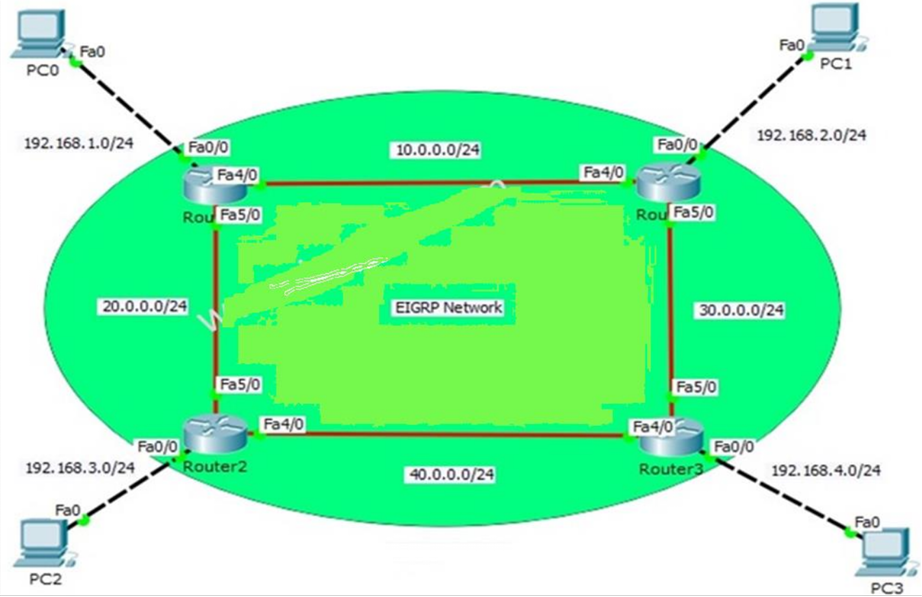 PC0
Fa0
Fa0
PC1
192.168.1.0/24
192.168.2.0/24
Fa0/0
10.0.0.0/24
Fa0/0
Fa4/0
Fa4/0
Rou
Fa5/0
Rou
Fa5/0
20.0.0.0/24
EIGRP Network
30.0.0.0/24
Fa5/0
Fa5/0
Fa4/0
Fa4/0
Fa0/0
Router2
Fa0/0
Router3
192.168.3.0/24
40.0.0.0/24
192.168.4.0/24
Fa0
Fa0
PC2
PC3